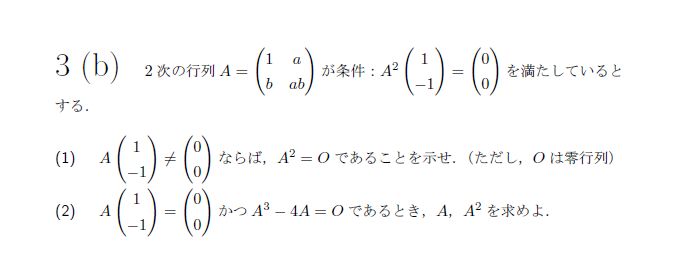 3 (b) 2 次の行列 A = \begin{pmatrix} 1 & a \\ b & ab \end{pmatrix} が条件：A^2 \begin{pmatrix} 1 \\ -1 \end{pmatrix} = \begin{pmatrix} 0 \\ 0 \end{pmatrix} を満たしていると
する．
(1) A \begin{pmatrix} 1 \\ -1 \end{pmatrix} ≠ \begin{pmatrix} 0 \\ 0 \end{pmatrix} ならば，A^2 = O であることを示せ．（ただし，O は零行列）
(2) A \begin{pmatrix} 1 \\ -1 \end{pmatrix} = \begin{pmatrix} 0 \\ 0 \end{pmatrix} かつ A^3 − 4A = O であるとき，A，A^2 を求めよ．